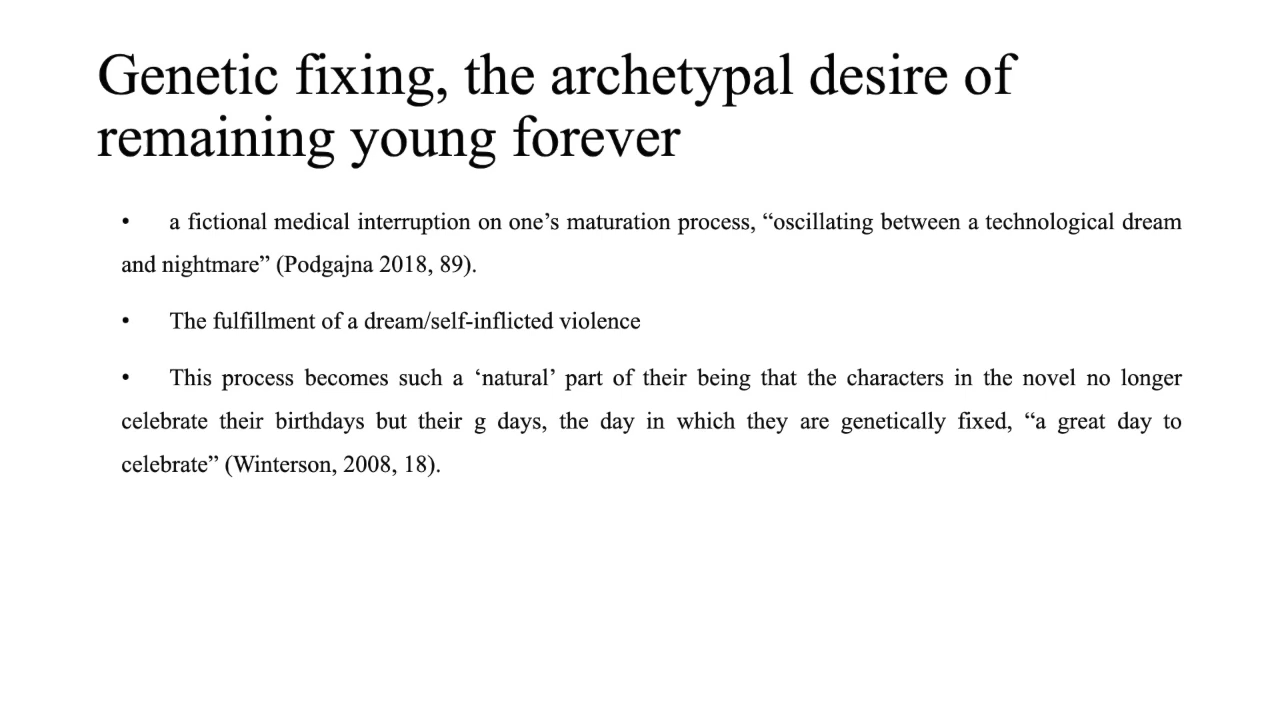 Genetic fixing, the archetypal desire of
remaining young forever
• a fictional medical interruption on one’s maturation process, “oscillating between a technological dream
and nightmare” (Podgajna 2018, 89).
• The fulfillment of a dream/self-inflicted violence
• This process becomes such a ‘natural’ part of their being that the characters in the novel no longer
celebrate their birthdays but their g days, the day in which they are genetically fixed, “a great day to
celebrate” (Winterson, 2008, 18).